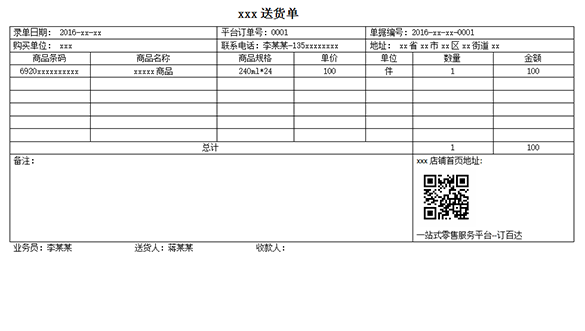 xxx 送货单
录单日期： 2016-xx-xx 平台订单号：0001 单据编号：2016-xx-xx-0001
购买单位： xxx 联系电话：李某某-135xxxxxxxx 地址： xx 省 xx 市 xx 区 xx 街道 xx
商品条码 商品名称 商品规格 单价 单位 数量 金额
6920xxxxxxxxxx xxxxx 商品 240ml*24 100 件 1 100
总计 1 100
备注： xxx 店铺首页地址：
一站式零售服务平台--订百达
业务员：李某某 送货人：蒋某某 收款人：